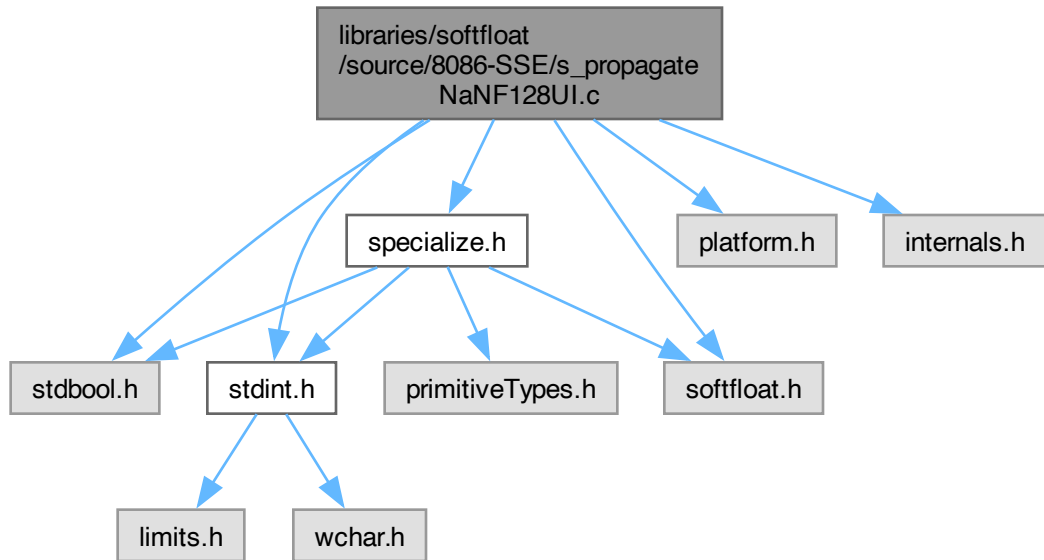 libraries/softfloat
/source/8086-SSE/s_propagate
NaNF128UI.c
specialize.h
platform.h
internals.h
stdbool.h
stdint.h
primitiveTypes.h
softfloat.h
limits.h
wchar.h